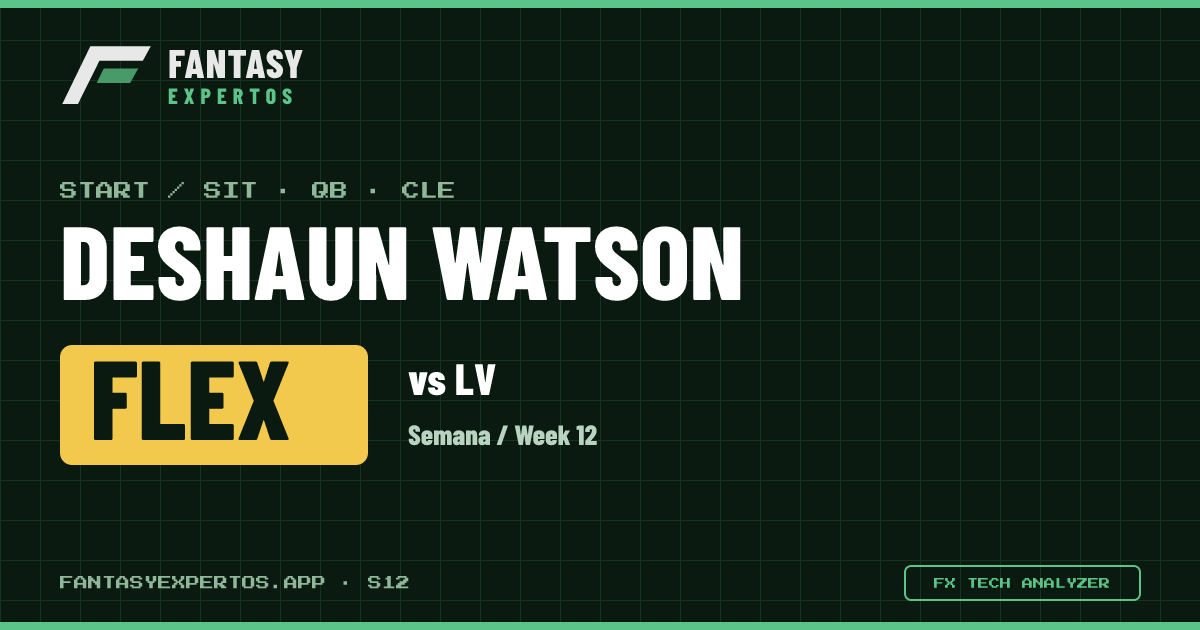 FANTASY
EXPERTOS
START / SIT · QB · CLE
DESHAUN WATSON
FLEX
vs LV
Semana / Week 12
FANTASYEXPERTOS.APP · S12
FX TECH ANALYZER